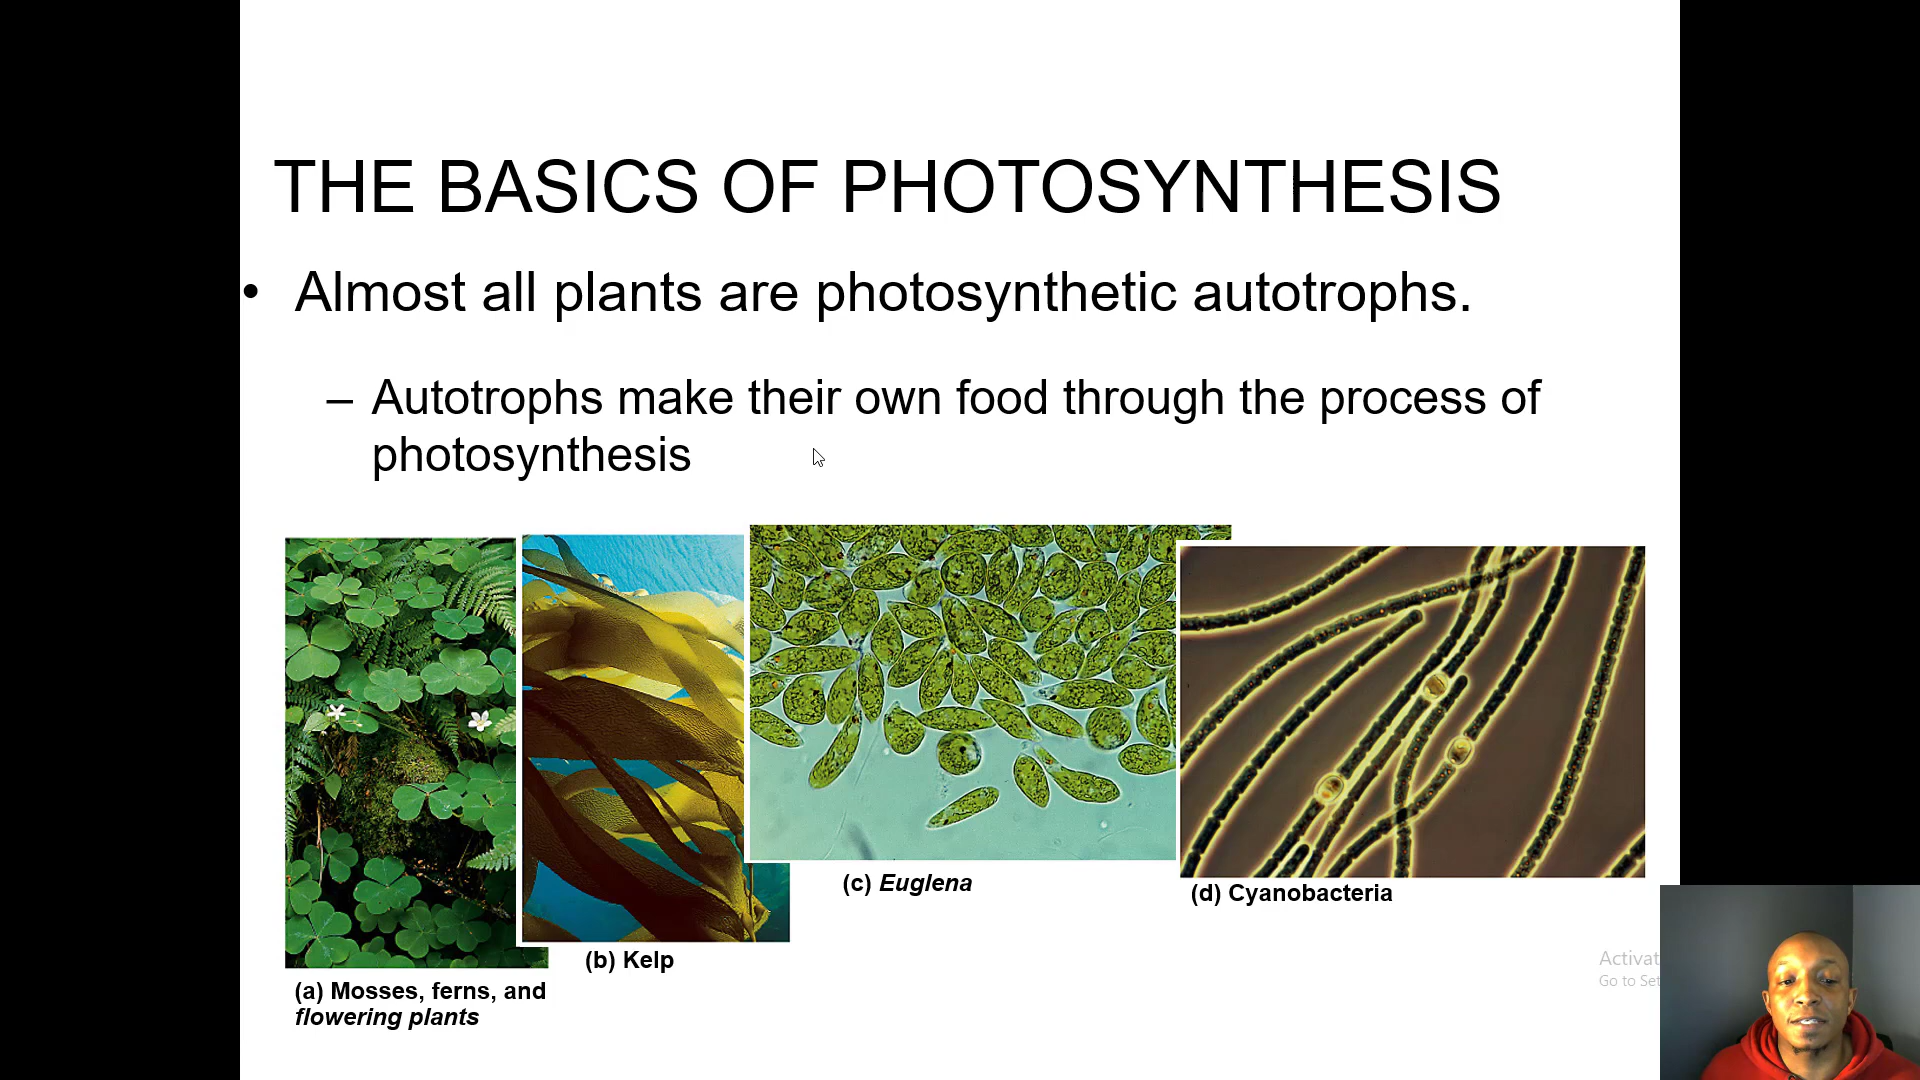 THE BASICS OF PHOTOSYNTHESIS
• Almost all plants are photosynthetic autotrophs.
– Autotrophs make their own food through the process of
photosynthesis
(c) Euglena
(d) Cyanobacteria
(b) Kelp
(a) Mosses, ferns, and
flowering plants
Activat
Go to Set